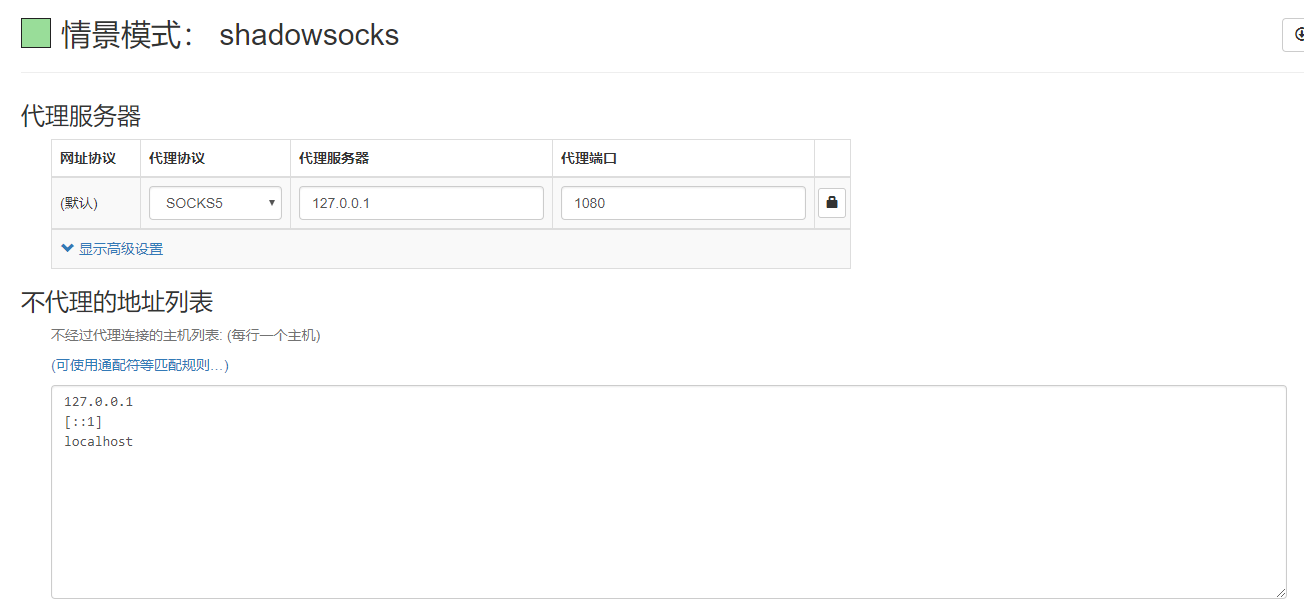 情景模式： shadowsocks
代理服务器
网址协议 代理协议 代理服务器 代理端口
(默认) SOCKS5 127.0.0.1 1080
显示高级设置
不代理的地址列表
不经过代理连接的主机列表: (每行一个主机)
(可使用通配符等匹配规则…)
127.0.0.1
[::1]
localhost